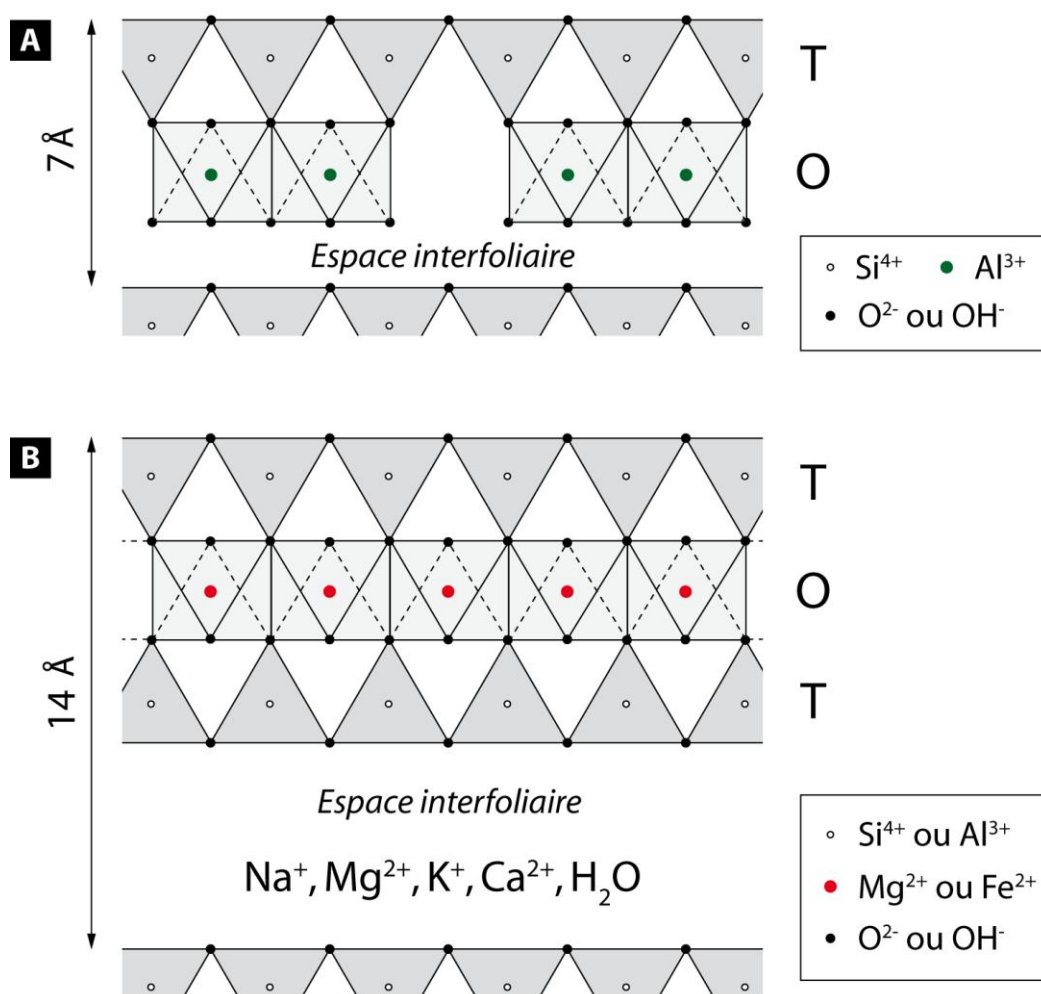 A
T
7 Å
O
Espace interfoliaire
Si⁴⁺ Al³⁺
O²⁻ ou OH⁻
B
T
O
14 Å
T
Espace interfoliaire
Na⁺, Mg²⁺, K⁺, Ca²⁺, H₂O
Si⁴⁺ ou Al³⁺
Mg²⁺ ou Fe²⁺
O²⁻ ou OH⁻